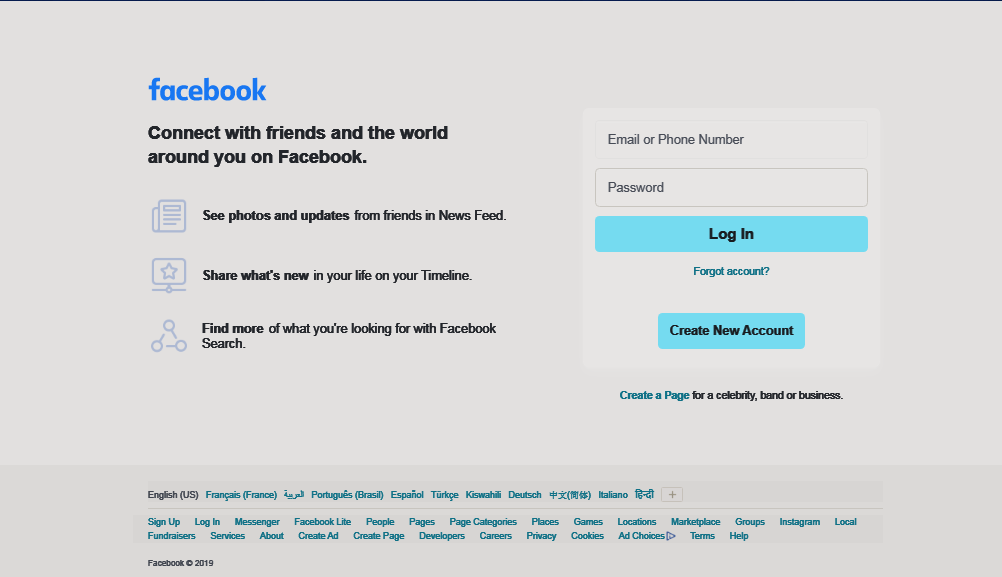 facebook
Connect with friends and the world
around you on Facebook.
See photos and updates from friends in News Feed.
Share what's new in your life on your Timeline.
Find more of what you're looking for with Facebook
Search.
Email or Phone Number
Password
Log In
Forgot account?
Create New Account
Create a Page for a celebrity, band or business.
English (US) Français (France) العربية Português (Brasil) Español Türkçe Kiswahili Deutsch 中文(简体) Italiano हिन्दी +
Sign Up Log In Messenger Facebook Lite People Pages Page Categories Places Games Locations Marketplace Groups Instagram Local
Fundraisers Services About Create Ad Create Page Developers Careers Privacy Cookies Ad Choices Terms Help
Facebook © 2019